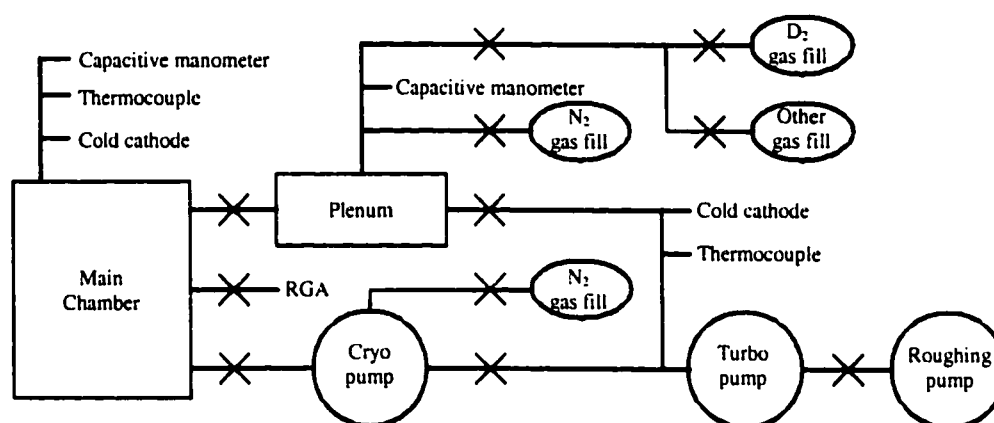 D₂
gas fill
Capacitive manometer
Thermocouple
Cold cathode
Capacitive manometer
N₂
gas fill
Other
gas fill
Plenum
Cold cathode
Thermocouple
Main
Chamber
RGA
N₂
gas fill
Cryo
pump
Turbo
pump
Roughing
pump